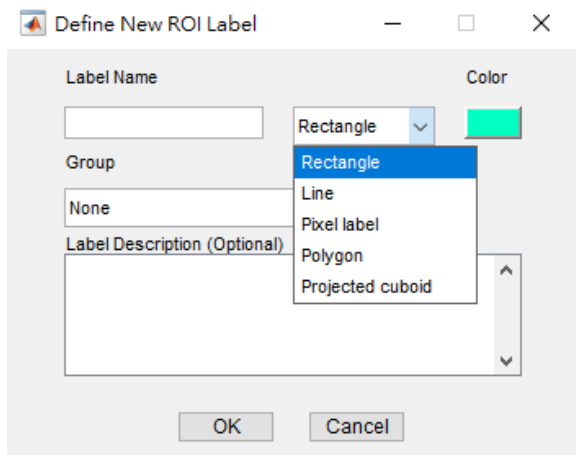 Define New ROI Label
Label Name
Color
Rectangle
Rectangle
Line
Pixel label
Polygon
Projected cuboid
Group
None
Label Description (Optional)
OK
Cancel